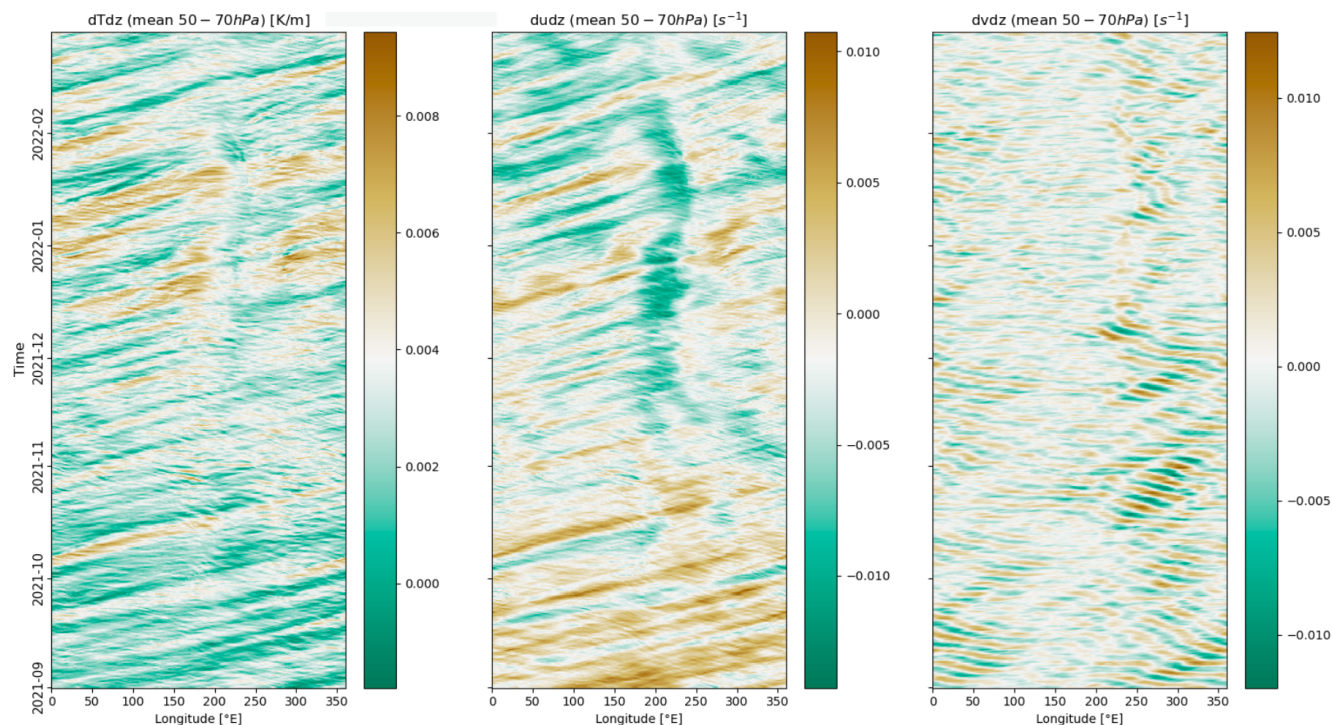 dTdz (mean 50 − 70hPa) [K/m]
dudz (mean 50 − 70hPa) [s⁻¹]
dvdz (mean 50 − 70hPa) [s⁻¹]
Time
2022-02
2022-01
2021-12
2021-11
2021-10
2021-09
0 50 100 150 200 250 300 350
Longitude [°E]
0.008
0.006
0.004
0.002
0.000
0 50 100 150 200 250 300 350
Longitude [°E]
0.010
0.005
0.000
−0.005
−0.010
0 50 100 150 200 250 300 350
Longitude [°E]
0.010
0.005
0.000
−0.005
−0.010